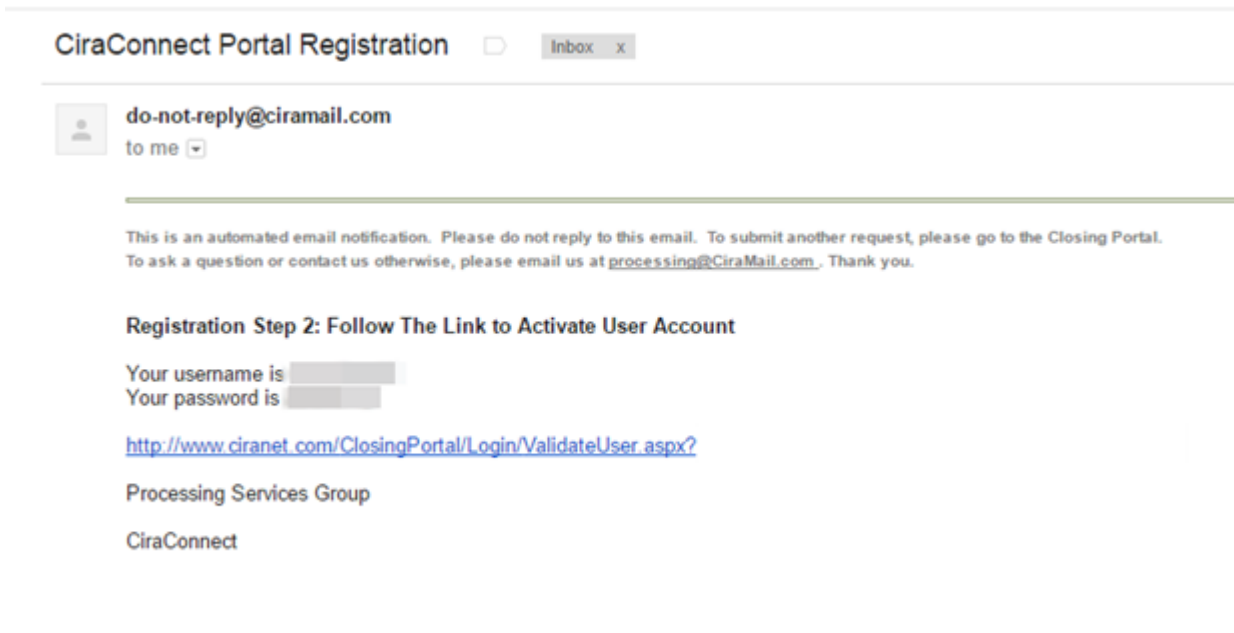 CiraConnect Portal Registration
Inbox x
do-not-reply@ciramail.com
to me
This is an automated email notification. Please do not reply to this email. To submit another request, please go to the Closing Portal.
To ask a question or contact us otherwise, please email us at processing@CiraMail.com . Thank you.
Registration Step 2: Follow The Link to Activate User Account
Your username is
Your password is
http://www.ciranet.com/ClosingPortal/Login/ValidateUser.aspx?
Processing Services Group
CiraConnect